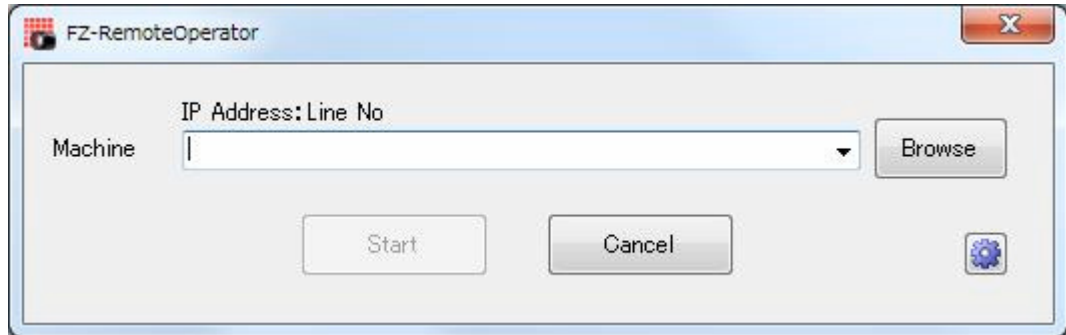 FZ-RemoteOperator
IP Address:Line No
Machine
Browse
Start
Cancel